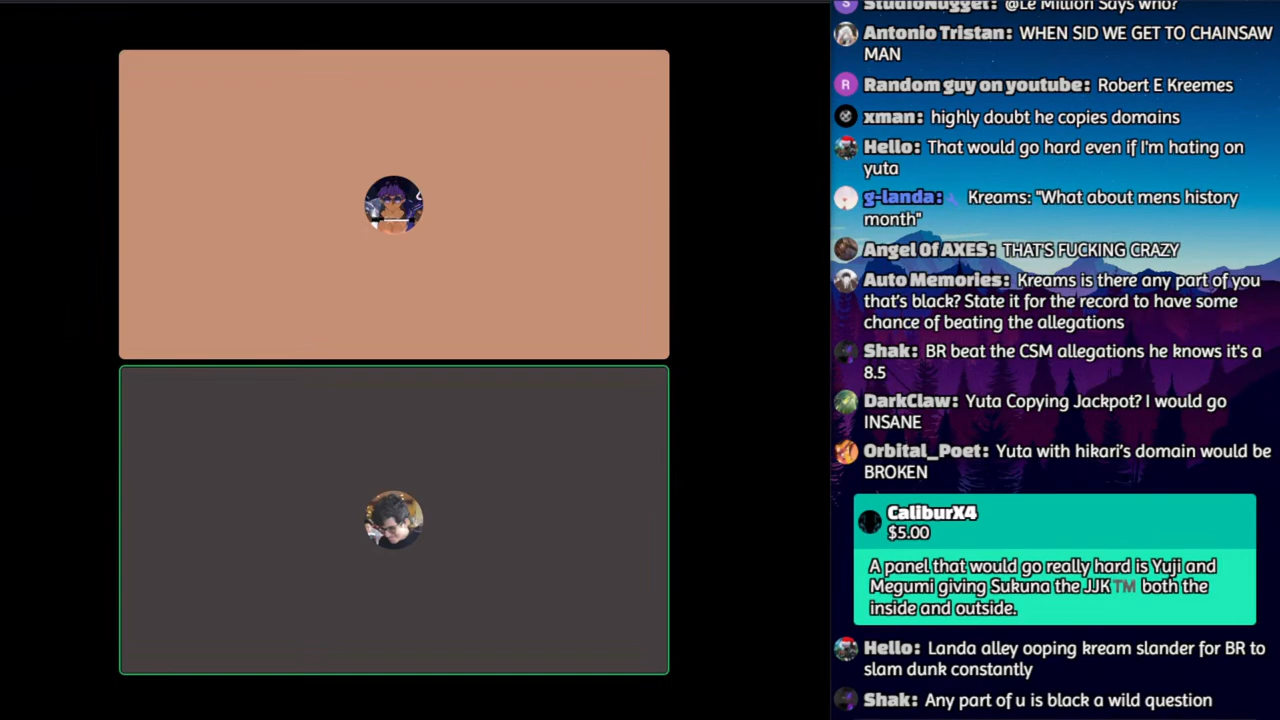 StudioNugget: @Le Million Says who?
Antonio Tristan: WHEN SID WE GET TO CHAINSAW
MAN
R Random guy on youtube: Robert E Kreemes
xman: highly doubt he copies domains
Hello: That would go hard even if I'm hating on
yuta
g-landa: Kreams: "What about mens history
month"
Angel Of AXES: THAT'S FUCKING CRAZY
Auto Memories: Kreams is there any part of you
that's black? State it for the record to have some
chance of beating the allegations
Shak: BR beat the CSM allegations he knows it's a
8.5
DarkClaw: Yuta Copying Jackpot? I would go
INSANE
Orbital_Poet: Yuta with hikari's domain would be
BROKEN
CaliburX4
$5.00
A panel that would go really hard is Yuji and
Megumi giving Sukuna the JJK™ both the
inside and outside.
Hello: Landa alley ooping kream slander for BR to
slam dunk constantly
Shak: Any part of u is black a wild question